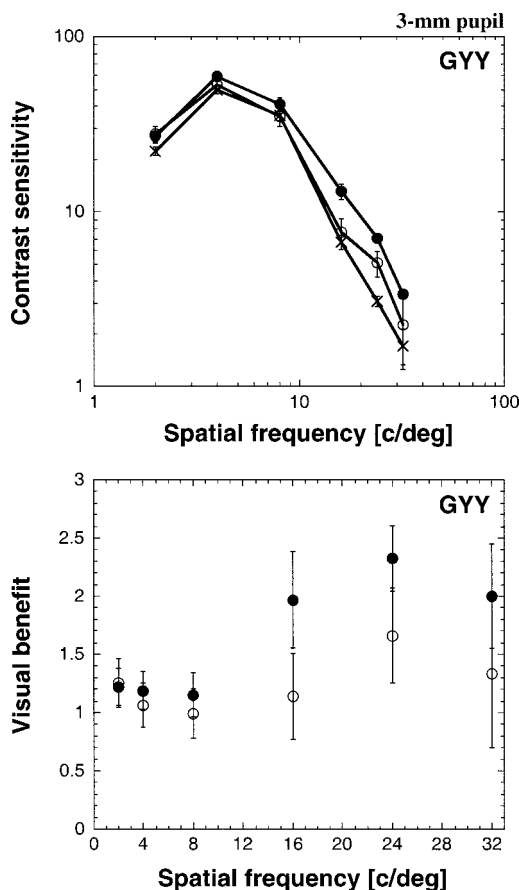 3-mm pupil
GYY
100
10
1
Contrast sensitivity
1 10 100
Spatial frequency [c/deg]
GYY
3
2.5
2
1.5
1
0.5
0
Visual benefit
0 4 8 12 16 20 24 28 32
Spatial frequency [c/deg]